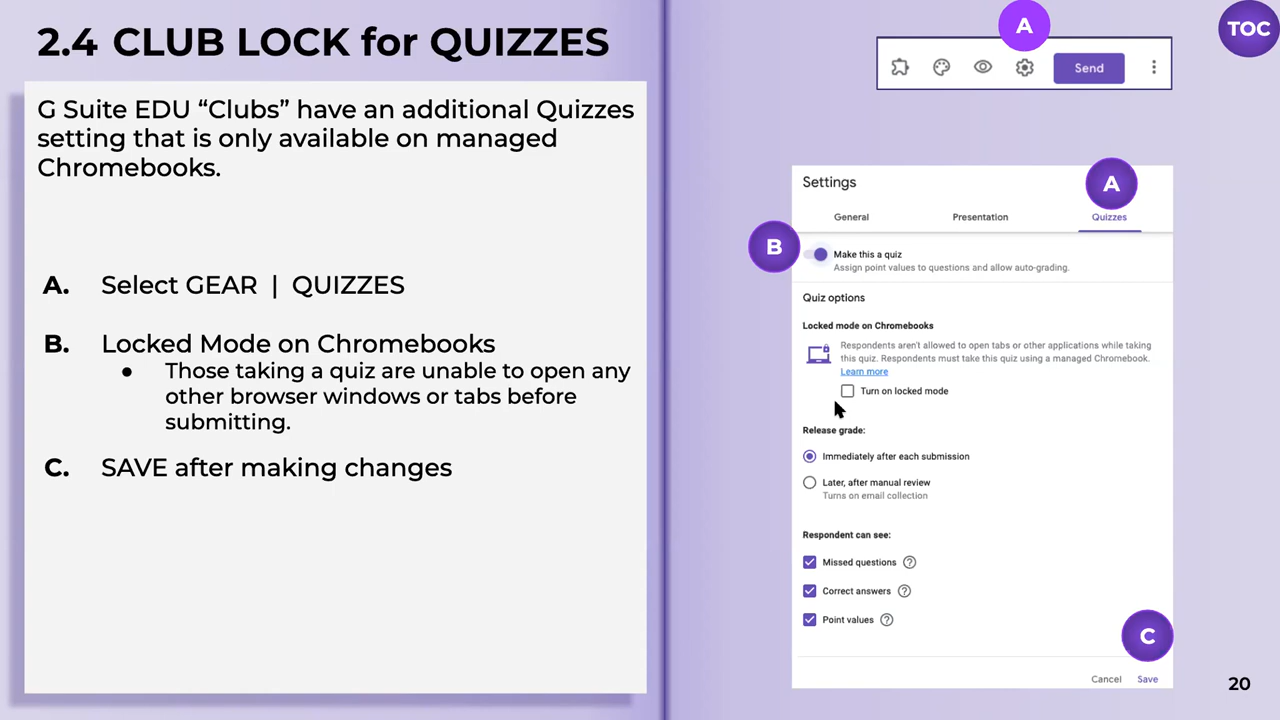 2.4 CLUB LOCK for QUIZZES
G Suite EDU “Clubs” have an additional Quizzes
setting that is only available on managed
Chromebooks.
A. Select GEAR | QUIZZES
B. Locked Mode on Chromebooks
● Those taking a quiz are unable to open any
other browser windows or tabs before
submitting.
C. SAVE after making changes
A
TOC
Send
Settings
A
General Presentation Quizzes
B
Make this a quiz
Assign point values to questions and allow auto-grading.
Quiz options
Locked mode on Chromebooks
Respondents aren't allowed to open tabs or other applications while taking
this quiz. Respondents must take this quiz using a managed Chromebook.
Learn more
Turn on locked mode
Release grade:
Immediately after each submission
Later, after manual review
Turns on email collection
Respondent can see:
Missed questions
Correct answers
Point values
C
Cancel Save
20